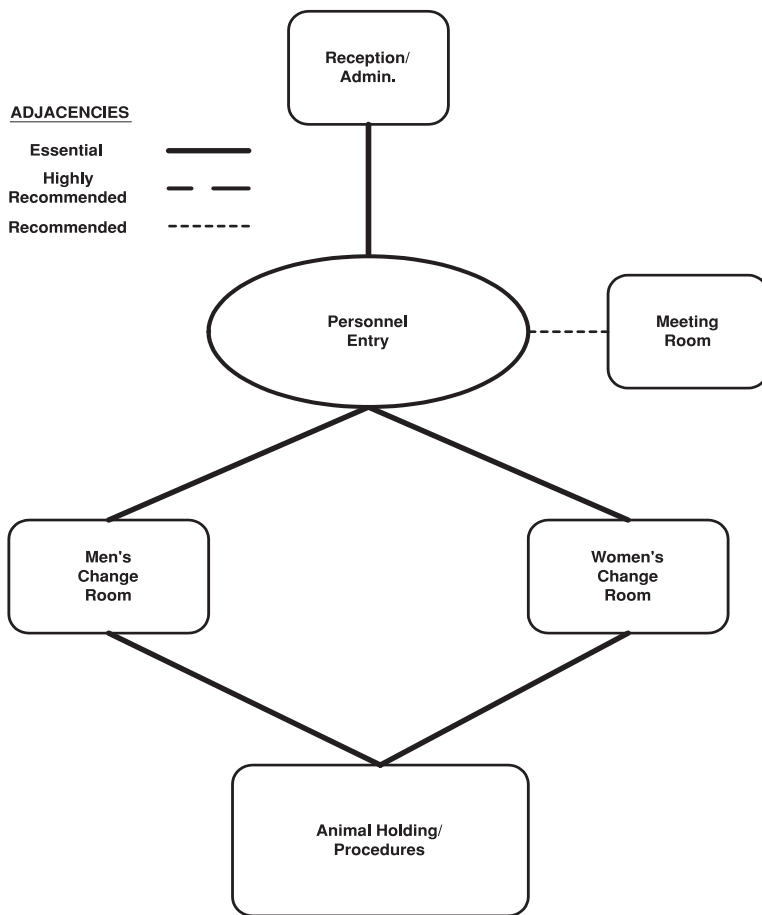 Reception/
Admin.
ADJACENCIES
Essential
Highly
Recommended
Recommended
Personnel
Entry
Meeting
Room
Men's
Change
Room
Women's
Change
Room
Animal Holding/
Procedures